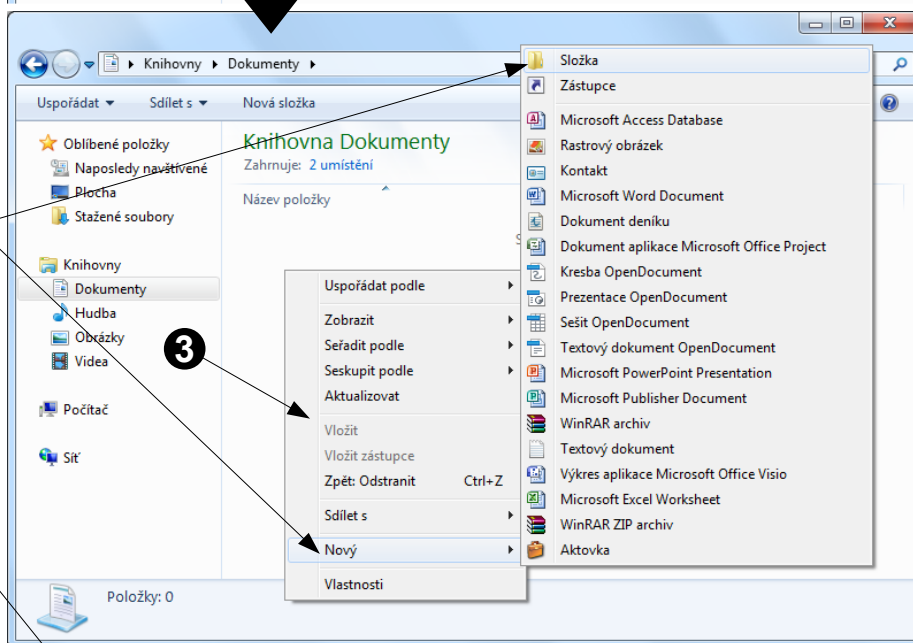 Knihovny Dokumenty
Uspořádat Sdílet s Nová složka
Oblíbené položky
Naposledy navštívené
Plocha
Stažené soubory
Knihovny
Dokumenty
Hudba
Obrázky
Videa
Počítač
Síť
Knihovna Dokumenty
Zahrnuje: 2 umístění
Název položky
3
Uspořádat podle
Zobrazit
Seřadit podle
Seskupit podle
Aktualizovat
Vložit
Vložit zástupce
Zpět: Odstranit Ctrl+Z
Sdílet s
Nový
Vlastnosti
Složka
Zástupce
Microsoft Access Database
Rastrový obrázek
Kontakt
Microsoft Word Document
Dokument deníku
Dokument aplikace Microsoft Office Project
Kresba OpenDocument
Prezentace OpenDocument
Sešit OpenDocument
Textový dokument OpenDocument
Microsoft PowerPoint Presentation
Microsoft Publisher Document
WinRAR archiv
Textový dokument
Výkres aplikace Microsoft Office Visio
Microsoft Excel Worksheet
WinRAR ZIP archiv
Aktovka
Položky: 0